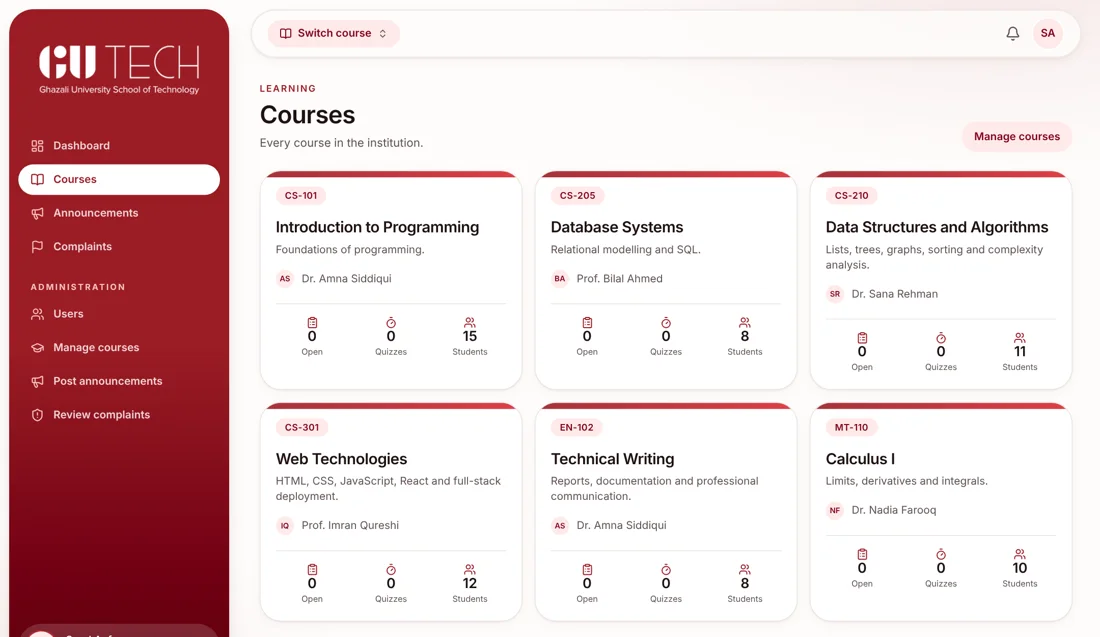 GU TECH
Ghazali University School of Technology
Dashboard
Courses
Announcements
Complaints
ADMINISTRATION
Users
Manage courses
Post announcements
Review complaints
Switch course
SA
LEARNING
Courses
Every course in the institution.
Manage courses
CS-101
Introduction to Programming
Foundations of programming.
AS Dr. Amna Siddiqui
0 0 15
Open Quizzes Students
CS-205
Database Systems
Relational modelling and SQL.
BA Prof. Bilal Ahmed
0 0 8
Open Quizzes Students
CS-210
Data Structures and Algorithms
Lists, trees, graphs, sorting and complexity
analysis.
SR Dr. Sana Rehman
0 0 11
Open Quizzes Students
CS-301
Web Technologies
HTML, CSS, JavaScript, React and full-stack
deployment.
IQ Prof. Imran Qureshi
0 0 12
Open Quizzes Students
EN-102
Technical Writing
Reports, documentation and professional
communication.
AS Dr. Amna Siddiqui
0 0 8
Open Quizzes Students
MT-110
Calculus I
Limits, derivatives and integrals.
NF Dr. Nadia Farooq
0 0 10
Open Quizzes Students